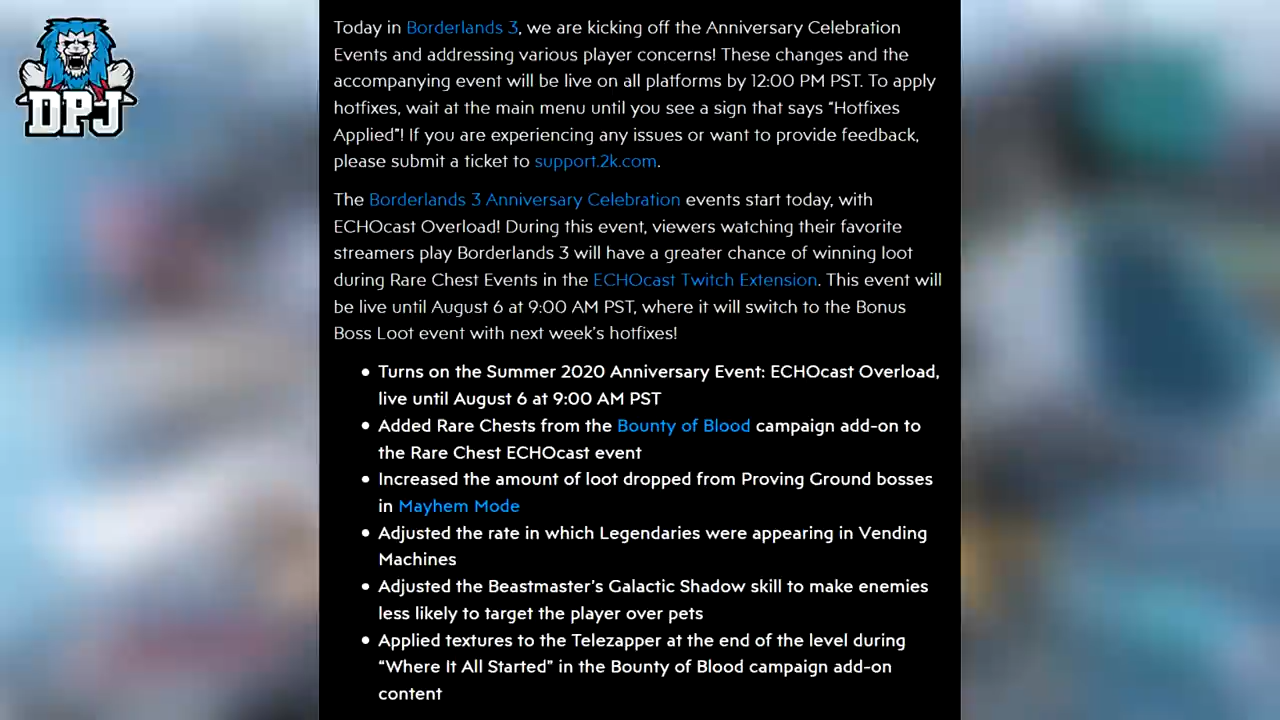 DPJ
Today in Borderlands 3, we are kicking off the Anniversary Celebration
Events and addressing various player concerns! These changes and the
accompanying event will be live on all platforms by 12:00 PM PST. To apply
hotfixes, wait at the main menu until you see a sign that says “Hotfixes
Applied”! If you are experiencing any issues or want to provide feedback,
please submit a ticket to support.2k.com.
The Borderlands 3 Anniversary Celebration events start today, with
ECHOcast Overload! During this event, viewers watching their favorite
streamers play Borderlands 3 will have a greater chance of winning loot
during Rare Chest Events in the ECHOcast Twitch Extension. This event will
be live until August 6 at 9:00 AM PST, where it will switch to the Bonus
Boss Loot event with next week’s hotfixes!
• Turns on the Summer 2020 Anniversary Event: ECHOcast Overload,
live until August 6 at 9:00 AM PST
• Added Rare Chests from the Bounty of Blood campaign add-on to
the Rare Chest ECHOcast event
• Increased the amount of loot dropped from Proving Ground bosses
in Mayhem Mode
• Adjusted the rate in which Legendaries were appearing in Vending
Machines
• Adjusted the Beastmaster’s Galactic Shadow skill to make enemies
less likely to target the player over pets
• Applied textures to the Telezapper at the end of the level during
“Where It All Started” in the Bounty of Blood campaign add-on
content